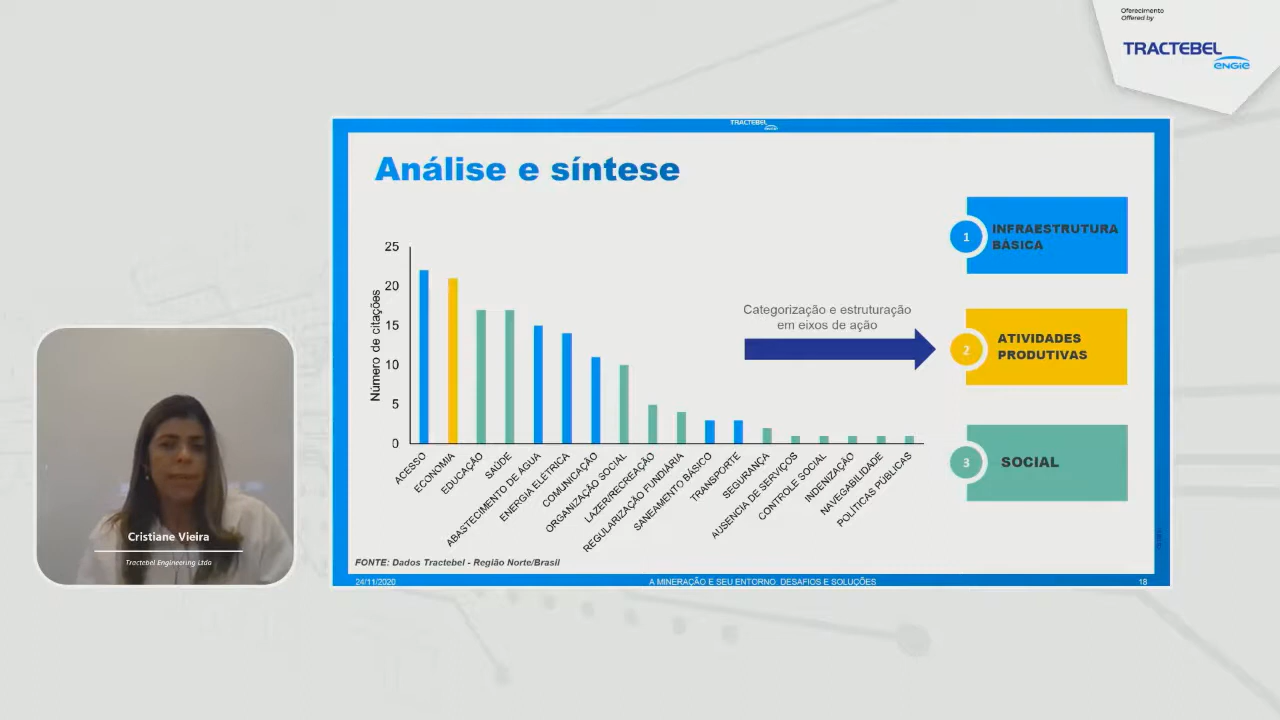 Oferecimento
Offered by
TRACTEBEL
ENGIE
TRACTEBEL
ENGIE
Análise e síntese
Número de citações
25
20
15
10
5
0
ACESSO
ECONOMIA
EDUCAÇÃO
SAÚDE
ABASTECIMENTO DE ÁGUA
ENERGIA ELÉTRICA
COMUNICAÇÃO
ORGANIZAÇÃO SOCIAL
LAZER/RECREAÇÃO
REGULARIZAÇÃO FUNDIÁRIA
SANEAMENTO BÁSICO
TRANSPORTE
SEGURANÇA
AUSENCIA DE SERVIÇOS
CONTROLE SOCIAL
INDENIZAÇÃO
NAVEGABILIDADE
POLÍTICAS PÚBLICAS
Categorização e estruturação
em eixos de ação
1
INFRAESTRUTURA
BÁSICA
2
ATIVIDADES
PRODUTIVAS
3
SOCIAL
FONTE: Dados Tractebel - Região Norte/Brasil
24/11/2020
A MINERAÇÃO E SEU ENTORNO DESAFIOS E SOLUÇÕES
18
Cristiane Vieira
Tractebel Engineering Ltda